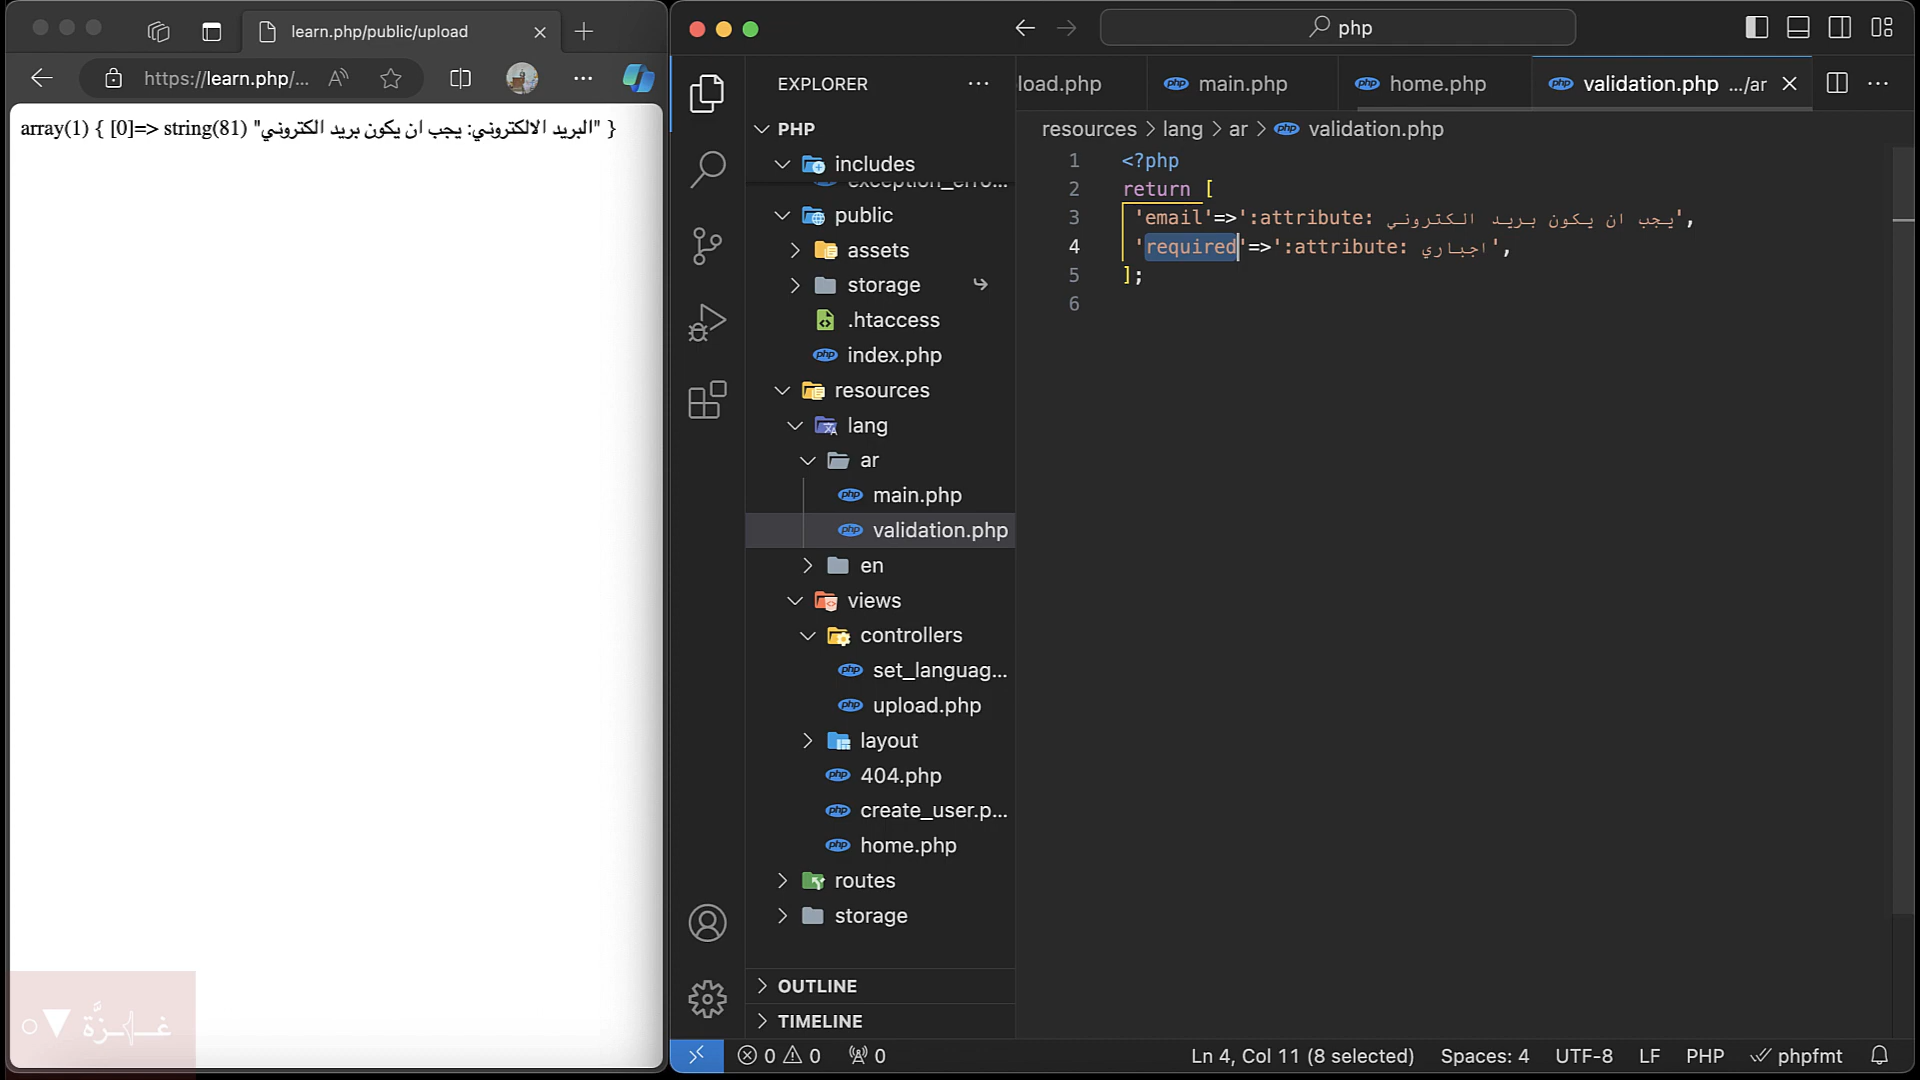 learn.php/public/upload
https://learn.php/...
array(1) { [0]=> string(81) "البريد الالكتروني: يجب ان يكون بريد الكتروني" }
غـــزَّة
php
EXPLORER
PHP
includes
exception_erro...
public
assets
storage
.htaccess
index.php
resources
lang
ar
main.php
validation.php
en
views
controllers
set_languag...
upload.php
layout
404.php
create_user.p...
home.php
routes
storage
OUTLINE
TIMELINE
load.php
main.php
home.php
validation.php .../ar
resources > lang > ar > validation.php
1 <?php
2 return [
3 'email'=>':attribute: يجب ان يكون بريد الكتروني',
4 'required'=>':attribute: اجباري',
5 ];
6
0 0 0
Ln 4, Col 11 (8 selected) Spaces: 4 UTF-8 LF PHP phpfmt